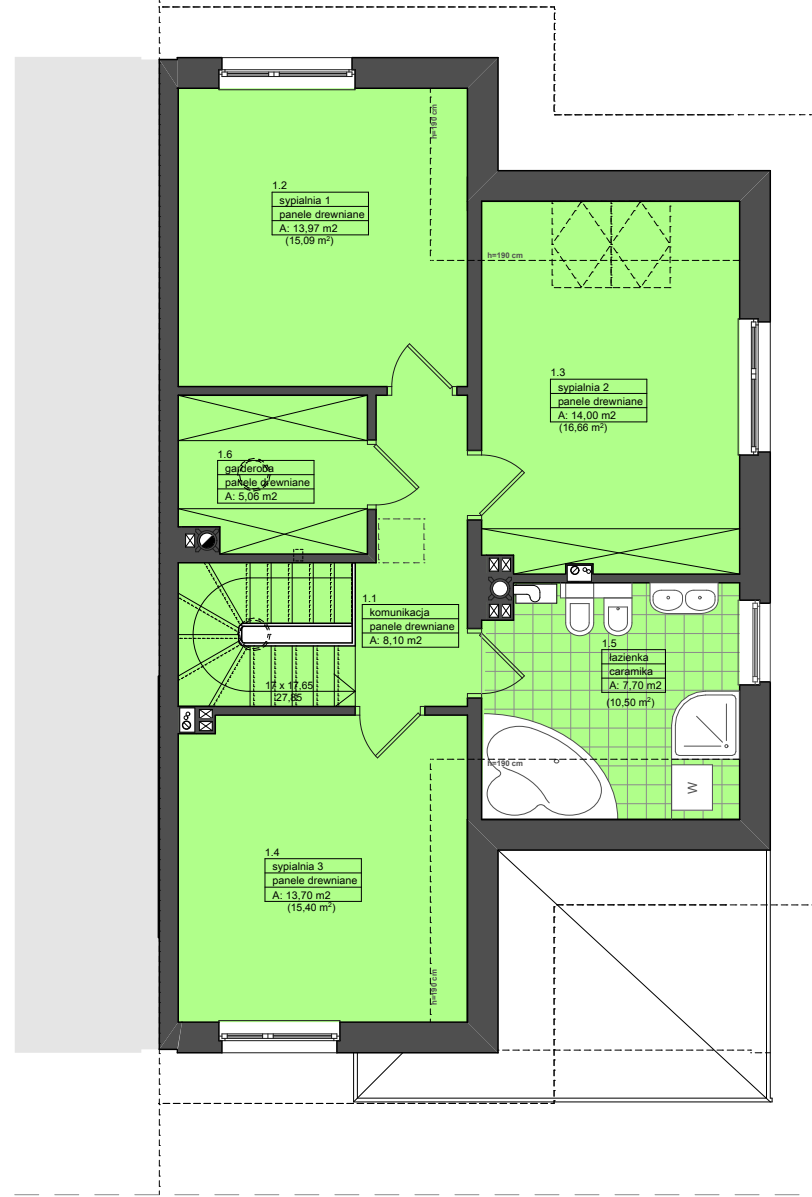 h=190 cm
1.2
sypialnia 1
panele drewniane
A: 13,97 m2
(15,09 m²)
h=190 cm
1.3
sypialnia 2
panele drewniane
A: 14,00 m2
(16,66 m²)
1.6
garderoba
panele drewniane
A: 5,06 m2
1.1
komunikacja
panele drewniane
A: 8,10 m2
1.5
łazienka
caramika
A: 7,70 m2
(10,50 m²)
17 x 17,65
27,85
h=190 cm
W
1.4
sypialnia 3
panele drewniane
A: 13,70 m2
(15,40 m²)
h=190 cm